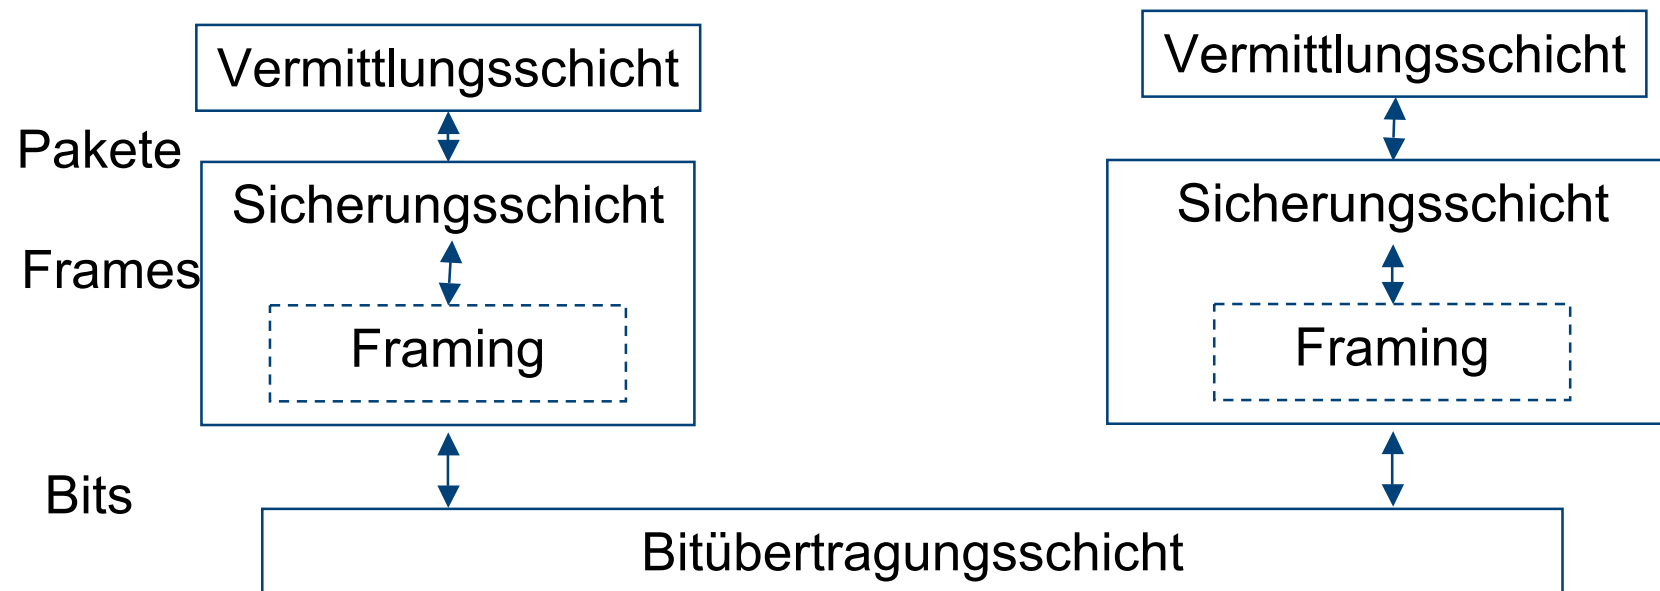 Vermittlungsschicht
Vermittlungsschicht
Pakete
Sicherungsschicht
Sicherungsschicht
Frames
Framing
Framing
Bits
Bitübertragungsschicht